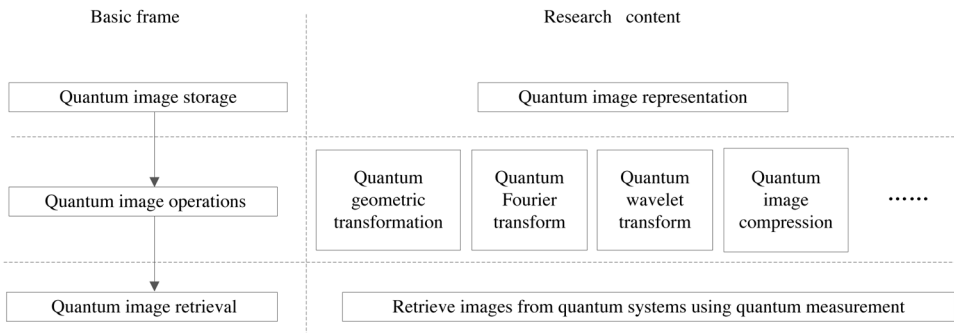 Basic frame
Research content
Quantum image storage
Quantum image representation
Quantum image operations
Quantum
geometric
transformation
Quantum
Fourier
transform
Quantum
wavelet
transform
Quantum
image
compression
……
Quantum image retrieval
Retrieve images from quantum systems using quantum measurement